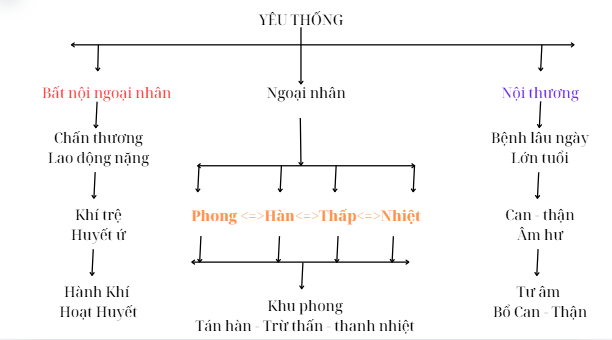 YÊU THỐNG
Bất nội ngoại nhân
Ngoại nhân
Nội thương
Chấn thương
Lao động nặng
Bệnh lâu ngày
Lớn tuổi
Phong <=>Hàn<=>Thấp<=>Nhiệt
Khí trệ
Huyết ứ
Can - thận
Âm hư
Hành Khí
Hoạt Huyết
Khu phong
Tán hàn - Trừ thấn - thanh nhiệt
Tư âm
Bổ Can - Thận